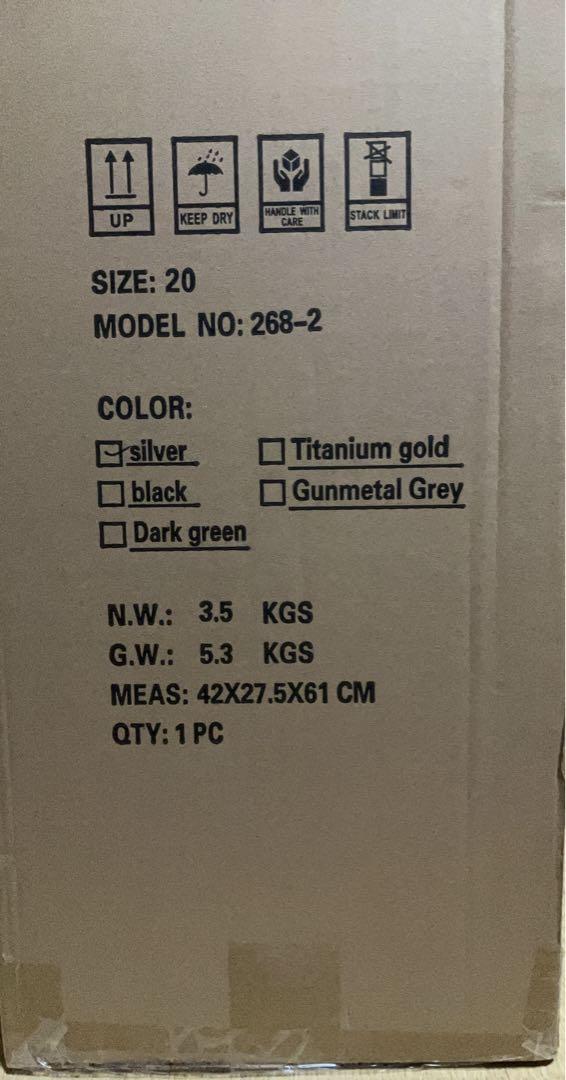 UP
KEEP DRY
HANDLE WITH
CARE
STACK LIMIT
SIZE: 20
MODEL NO: 268-2
COLOR:
silver
Titanium gold
black
Gunmetal Grey
Dark green
N.W.: 3.5 KGS
G.W.: 5.3 KGS
MEAS: 42X27.5X61 CM
QTY: 1 PC